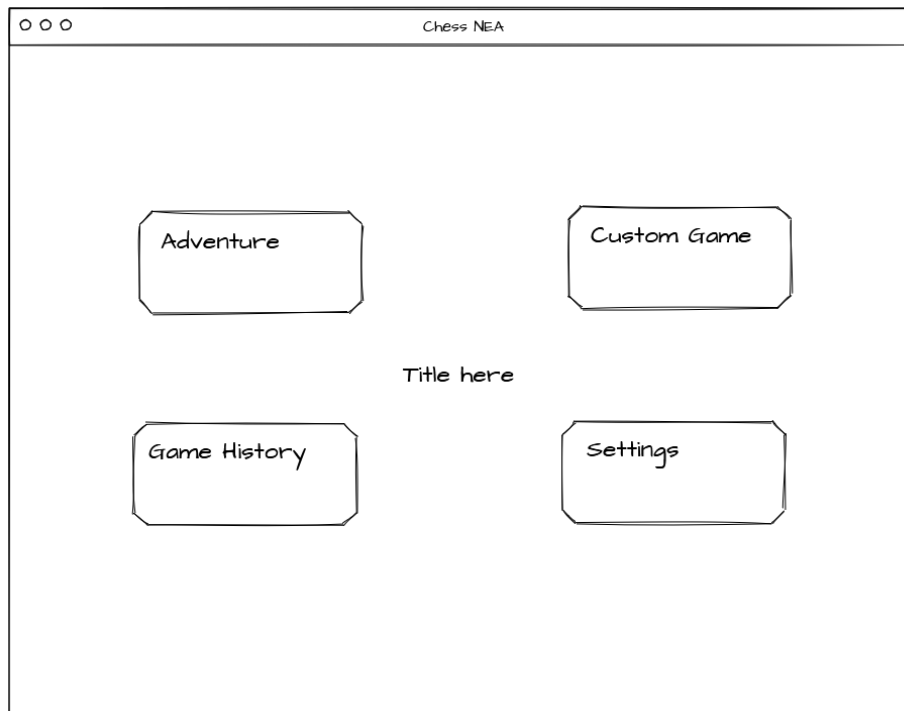 Chess NEA
Adventure
Custom Game
Title here
Game History
Settings